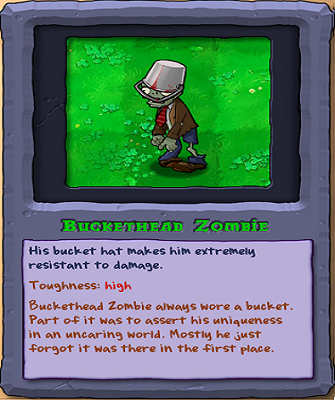 Buckethead Zombie
His bucket hat makes him extremely
resistant to damage.
Toughness: high
Buckethead Zombie always wore a bucket.
Part of it was to assert his uniqueness
in an uncaring world. Mostly he just
forgot it was there in the first place.